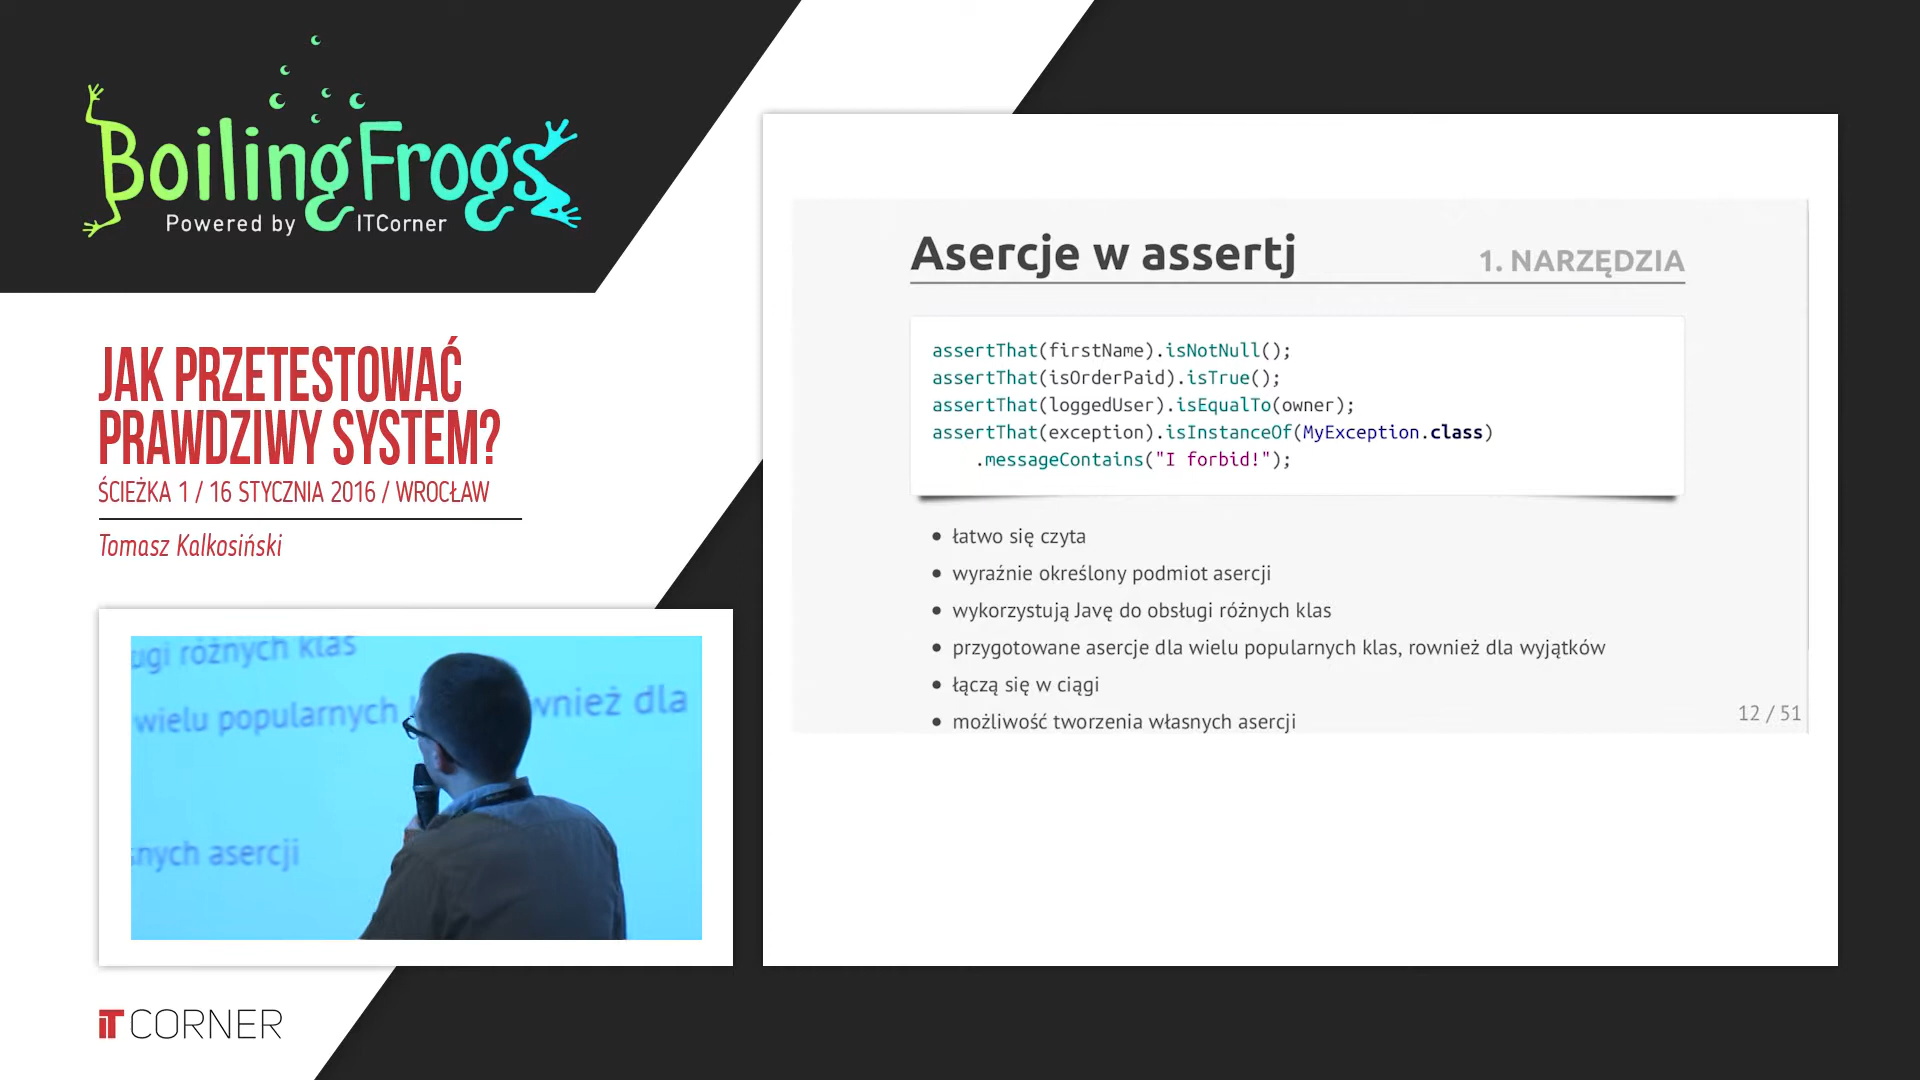 BoilingFrogs
Powered by ITCorner
JAK PRZETESTOWAĆ
PRAWDZIWY SYSTEM?
ŚCIEŻKA 1 / 16 STYCZNIA 2016 / WROCŁAW
Tomasz Kalkosiński
ugi różnych klas
wielu popularnych
wnież dla
snych asercji
iT CORNER
Asercje w assertj
1. NARZĘDZIA
assertThat(firstName).isNotNull();
assertThat(isOrderPaid).isTrue();
assertThat(loggedUser).isEqualTo(owner);
assertThat(exception).isInstanceOf(MyException.class)
.messageContains("I forbid!");
• łatwo się czyta
• wyraźnie określony podmiot asercji
• wykorzystują Javę do obsługi różnych klas
• przygotowane asercje dla wielu popularnych klas, rownież dla wyjątków
• łączą się w ciągi
• możliwość tworzenia własnych asercji
12 / 51